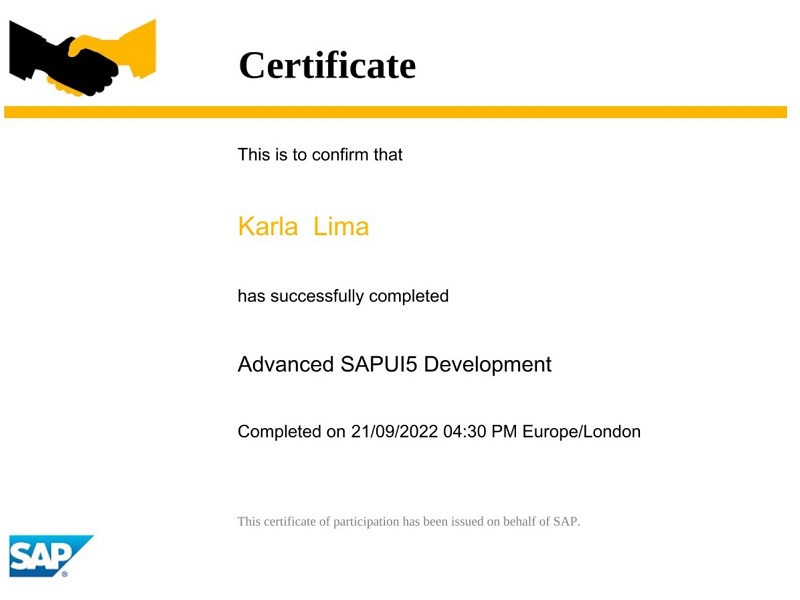 Certificate
This is to confirm that
Karla  Lima
has successfully completed
Advanced SAPUI5 Development
Completed on 21/09/2022 04:30 PM Europe/London
This certificate of participation has been issued on behalf of SAP.
SAP®